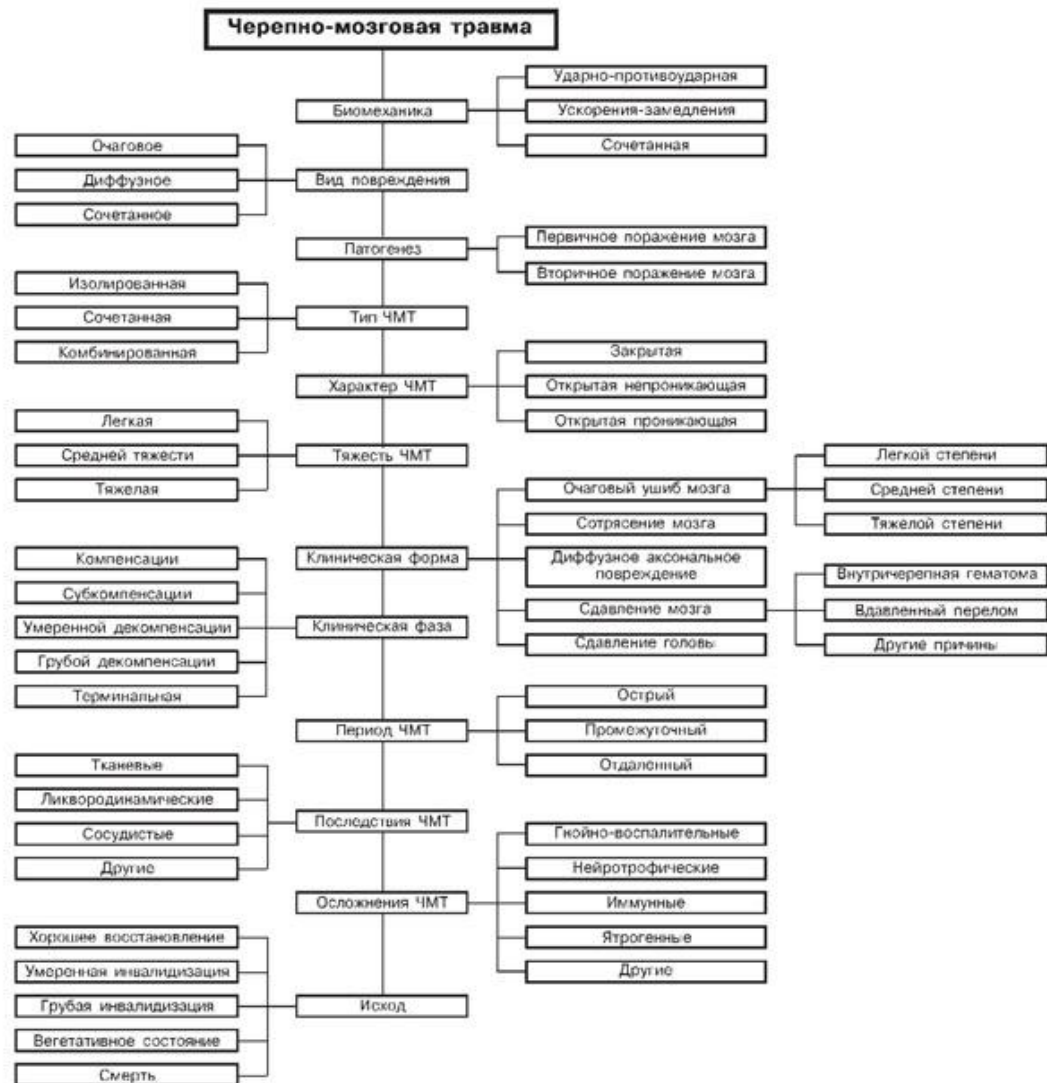 Черепно-мозговая травма
Биомеханика
Ударно-противоударная
Ускорения-замедления
Сочетанная
Вид повреждения
Очаговое
Диффузное
Сочетанное
Патогенез
Первичное поражение мозга
Вторичное поражение мозга
Тип ЧМТ
Изолированная
Сочетанная
Комбинированная
Характер ЧМТ
Закрытая
Открытая непроникающая
Открытая проникающая
Тяжесть ЧМТ
Легкая
Средней тяжести
Тяжелая
Клиническая форма
Очаговый ушиб мозга
Легкой степени
Средней степени
Тяжелой степени
Сотрясение мозга
Диффузное аксональное
повреждение
Сдавление мозга
Внутричерепная гематома
Вдавленный перелом
Другие причины
Сдавление головы
Клиническая фаза
Компенсации
Субкомпенсации
Умеренной декомпенсации
Грубой декомпенсации
Терминальная
Период ЧМТ
Острый
Промежуточный
Отдаленный
Последствия ЧМТ
Тканевые
Ликвородинамические
Сосудистые
Другие
Осложнения ЧМТ
Гнойно-воспалительные
Нейротрофические
Иммунные
Ятрогенные
Другие
Исход
Хорошее восстановление
Умеренная инвалидизация
Грубая инвалидизация
Вегетативное состояние
Смерть